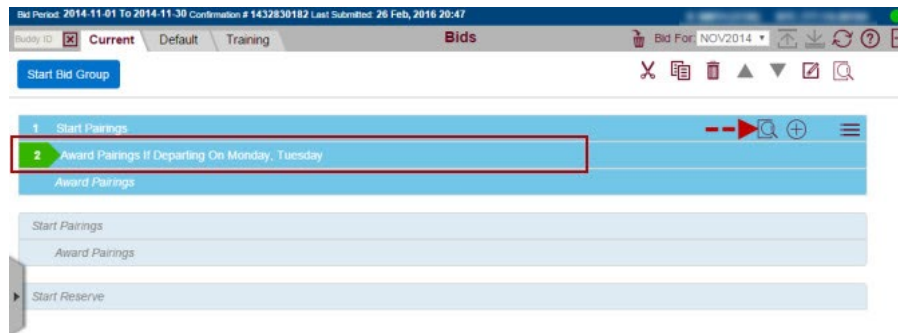 Bid Period: 2014-11-01 To 2014-11-30 Confirmation # 1432830182 Last Submitted: 26 Feb, 2016 20:47
Buddy ID X Current Default Training Bids Bid For: NOV2014
Start Bid Group
1 Start Pairings
2 Award Pairings If Departing On Monday, Tuesday
Award Pairings
Start Pairings
Award Pairings
Start Reserve